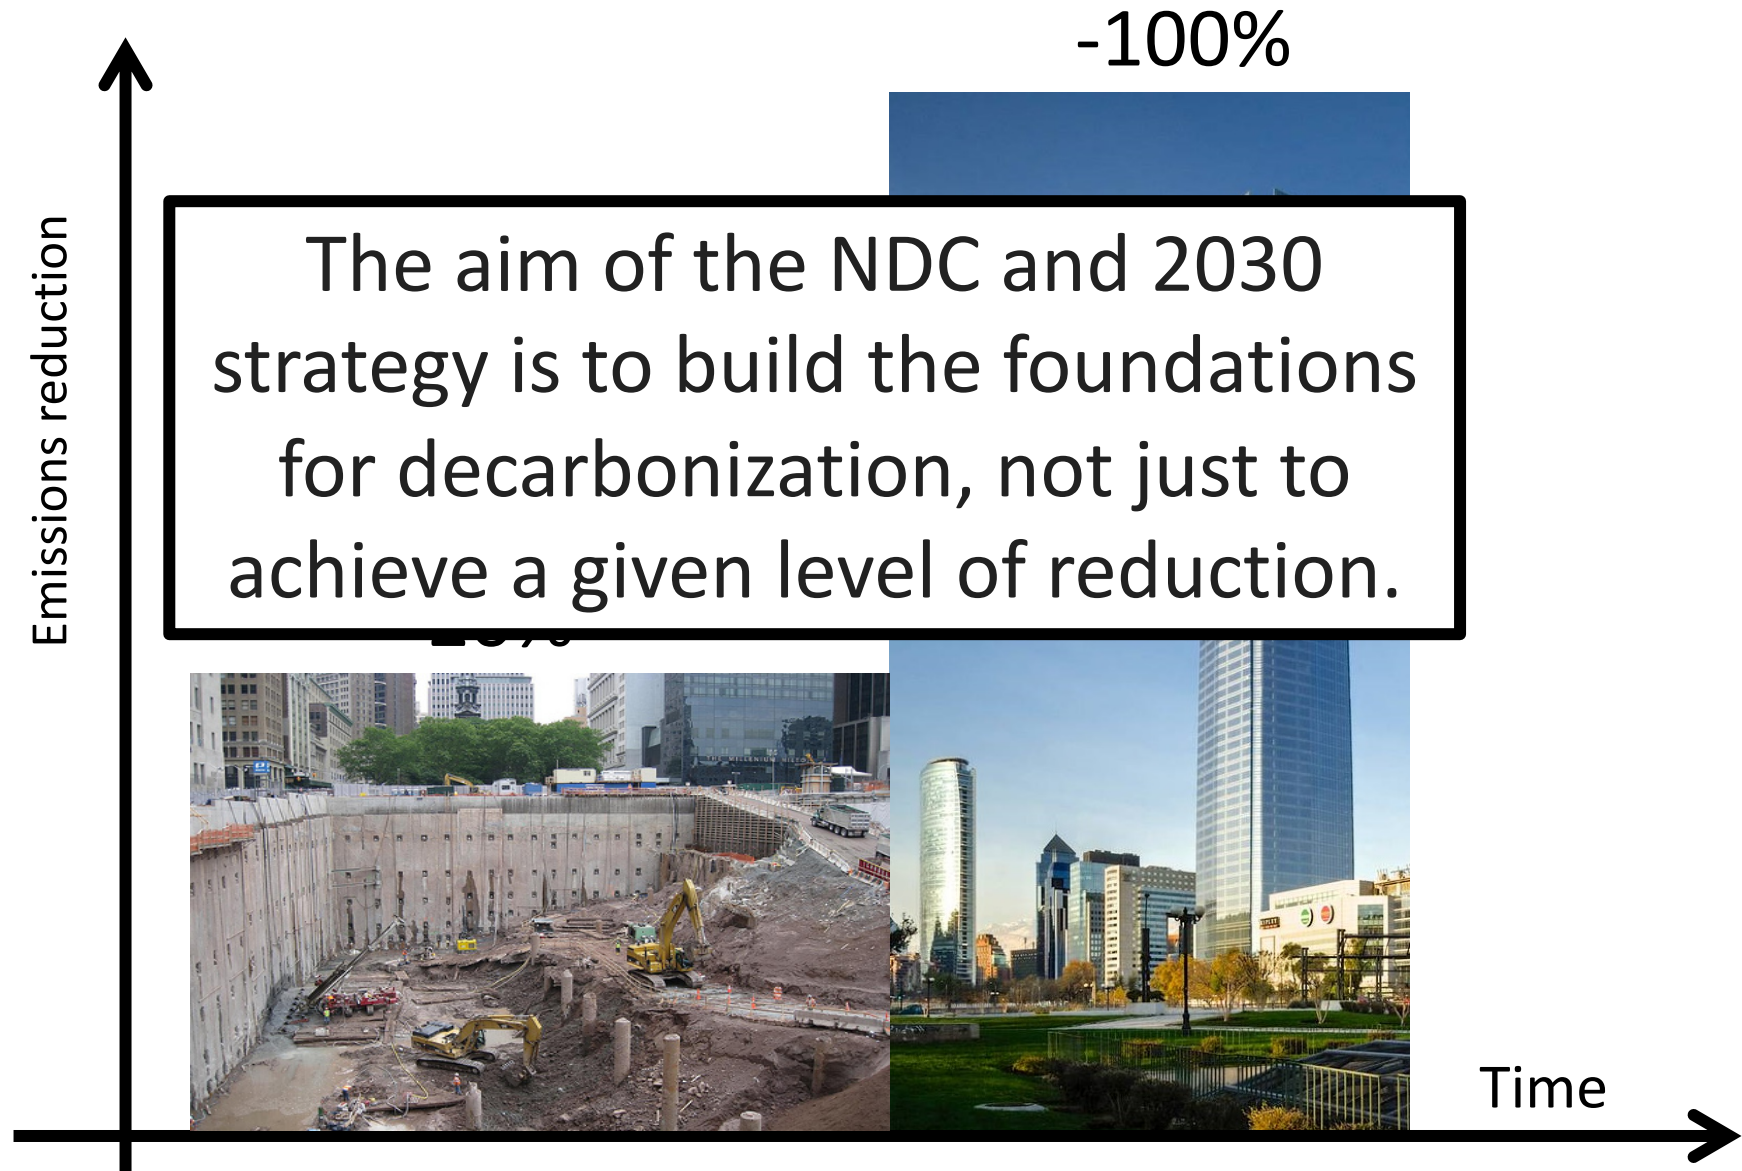 -100%
Emissions reduction
The aim of the NDC and 2030
strategy is to build the foundations
for decarbonization, not just to
achieve a given level of reduction.
Time